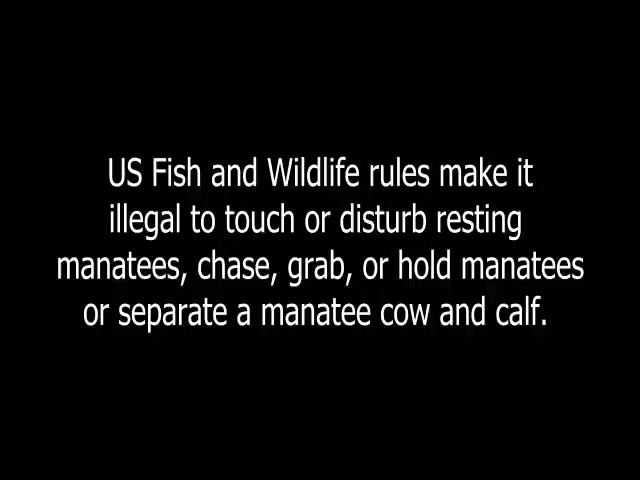 US Fish and Wildlife rules make it
illegal to touch or disturb resting
manatees, chase, grab, or hold manatees
or separate a manatee cow and calf.